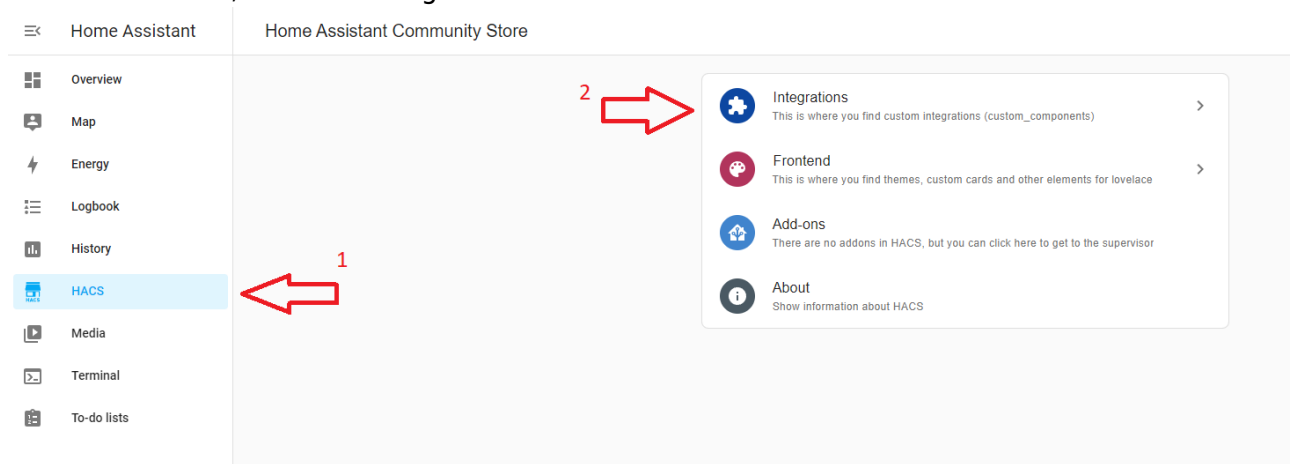 Home Assistant
Home Assistant Community Store
Overview
Map
Energy
Logbook
History
HACS
HACS
Media
Terminal
To-do lists
1
2
Integrations
This is where you find custom integrations (custom_components)
Frontend
This is where you find themes, custom cards and other elements for lovelace
Add-ons
There are no addons in HACS, but you can click here to get to the supervisor
About
Show information about HACS